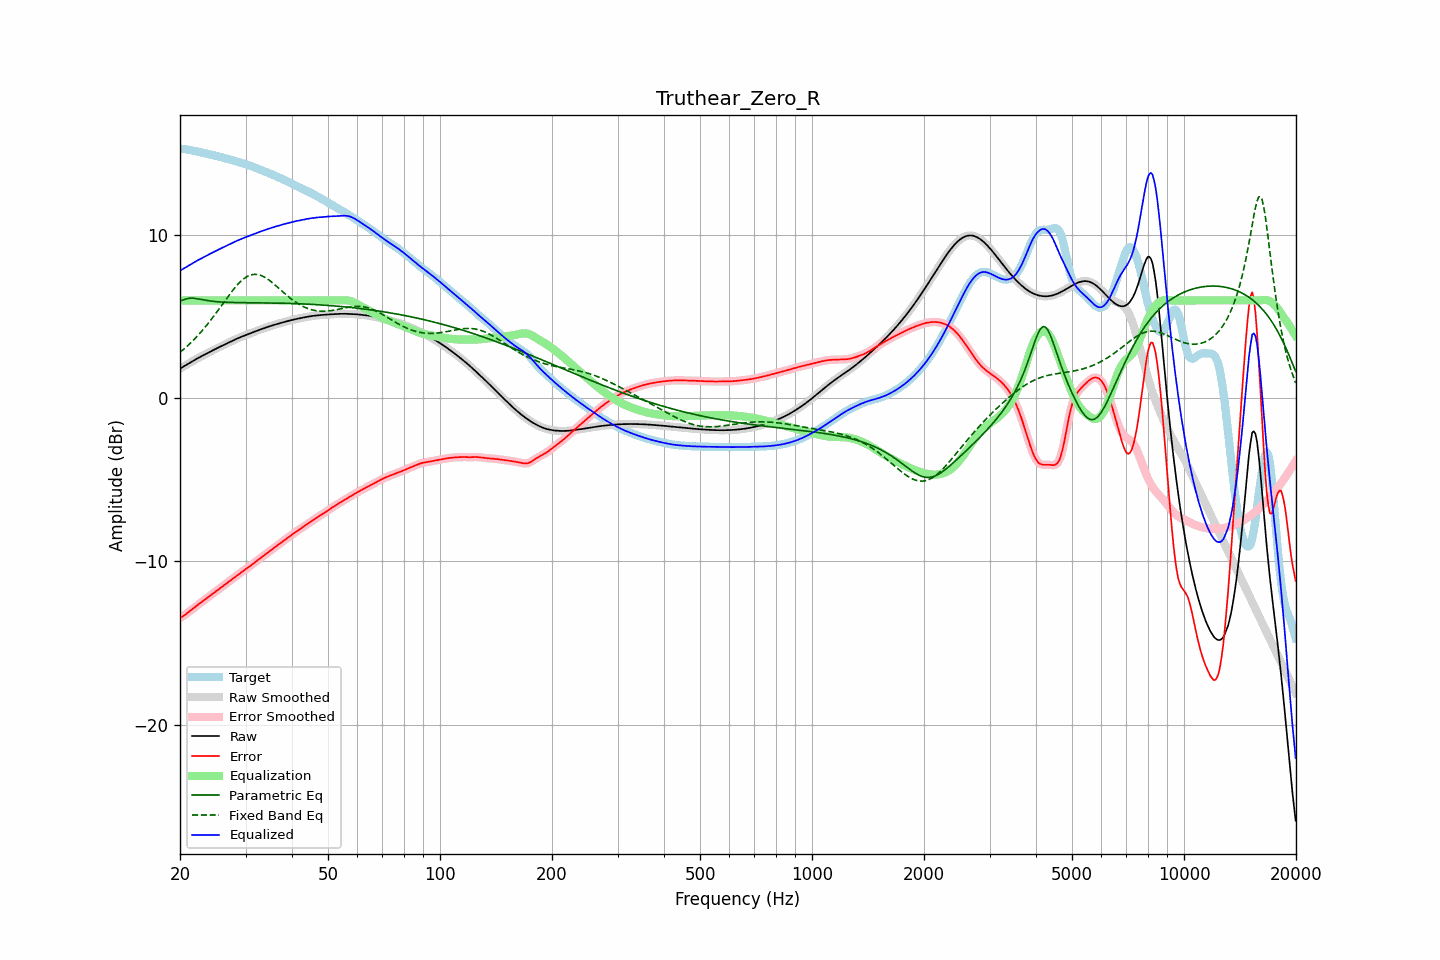 Truthear_Zero_R
Amplitude (dBr)
10
0
−10
−20
Target
Raw Smoothed
Error Smoothed
Raw
Error
Equalization
Parametric Eq
Fixed Band Eq
Equalized
20 50 100 200 500 1000 2000 5000 10000 20000
Frequency (Hz)